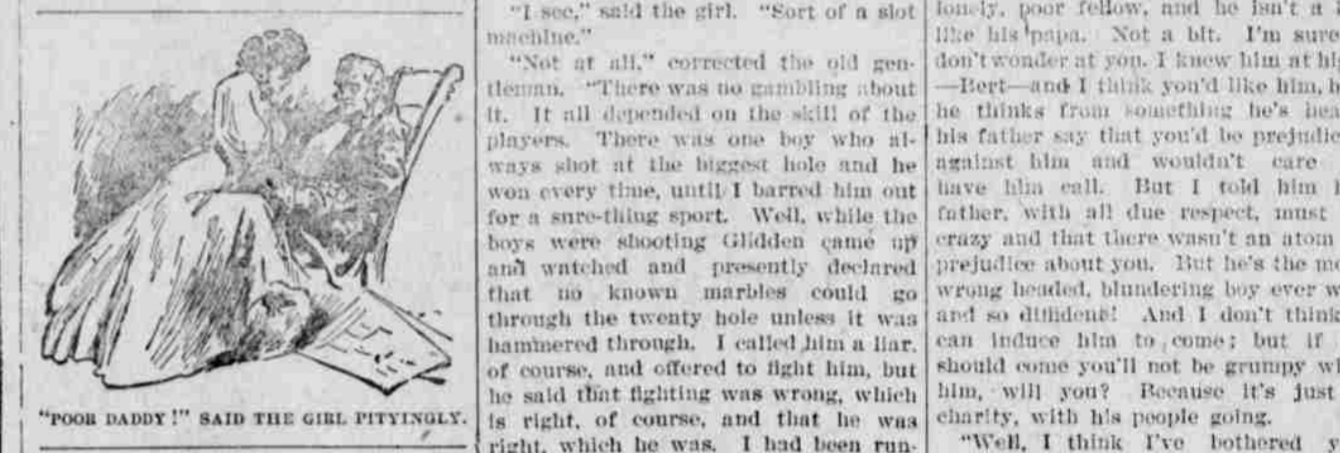 "POOR DADDY!" SAID THE GIRL PITYINGLY.
"I see," said the girl. "Sort of a slot
machine."
"Not at all," corrected the old gen-
tleman. "There was no gambling about
it. It all depended on the skill of the
players. There was one boy who al-
ways shot at the biggest hole and he
won every time, until I barred him out
for a sure-thing sport. Well, while the
boys were shooting Glidden came up
and watched and presently declared
that no known marbles could go
through the twenty hole unless it was
hammered through. I called him a liar,
of course, and offered to fight him, but
he said that fighting was wrong, which
is right, of course, and that he was
right, which he was. I had been run-
lonely, poor fellow, and he isn't a
like his papa. Not a bit. I'm sure
don't wonder at you. I knew him at
—Bert—and I think you'd like him,
he thinks from something he's
his father say that you'd be
against him and wouldn't care
have him call. But I told him
father, with all due respect, must
crazy and that there wasn't an atom
prejudice about you. But he's the
wrong headed, blundering boy ever
and so diffident! And I don't think
can induce him to come; but if
should come you'll not be grumpy
him, will you? Because it's just
charity, with his people going.
"Well, I think I've bothered